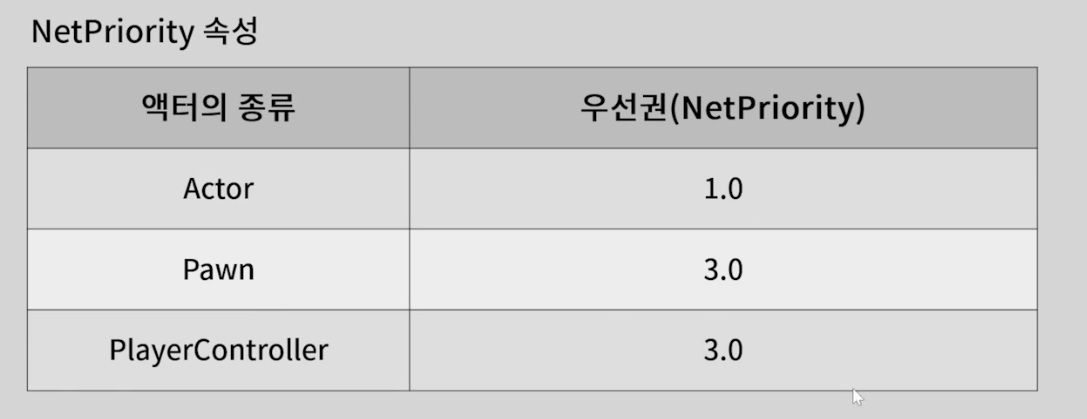 NetPriority 속성
액터의 종류 우선권(NetPriority)
Actor 1.0
Pawn 3.0
PlayerController 3.0